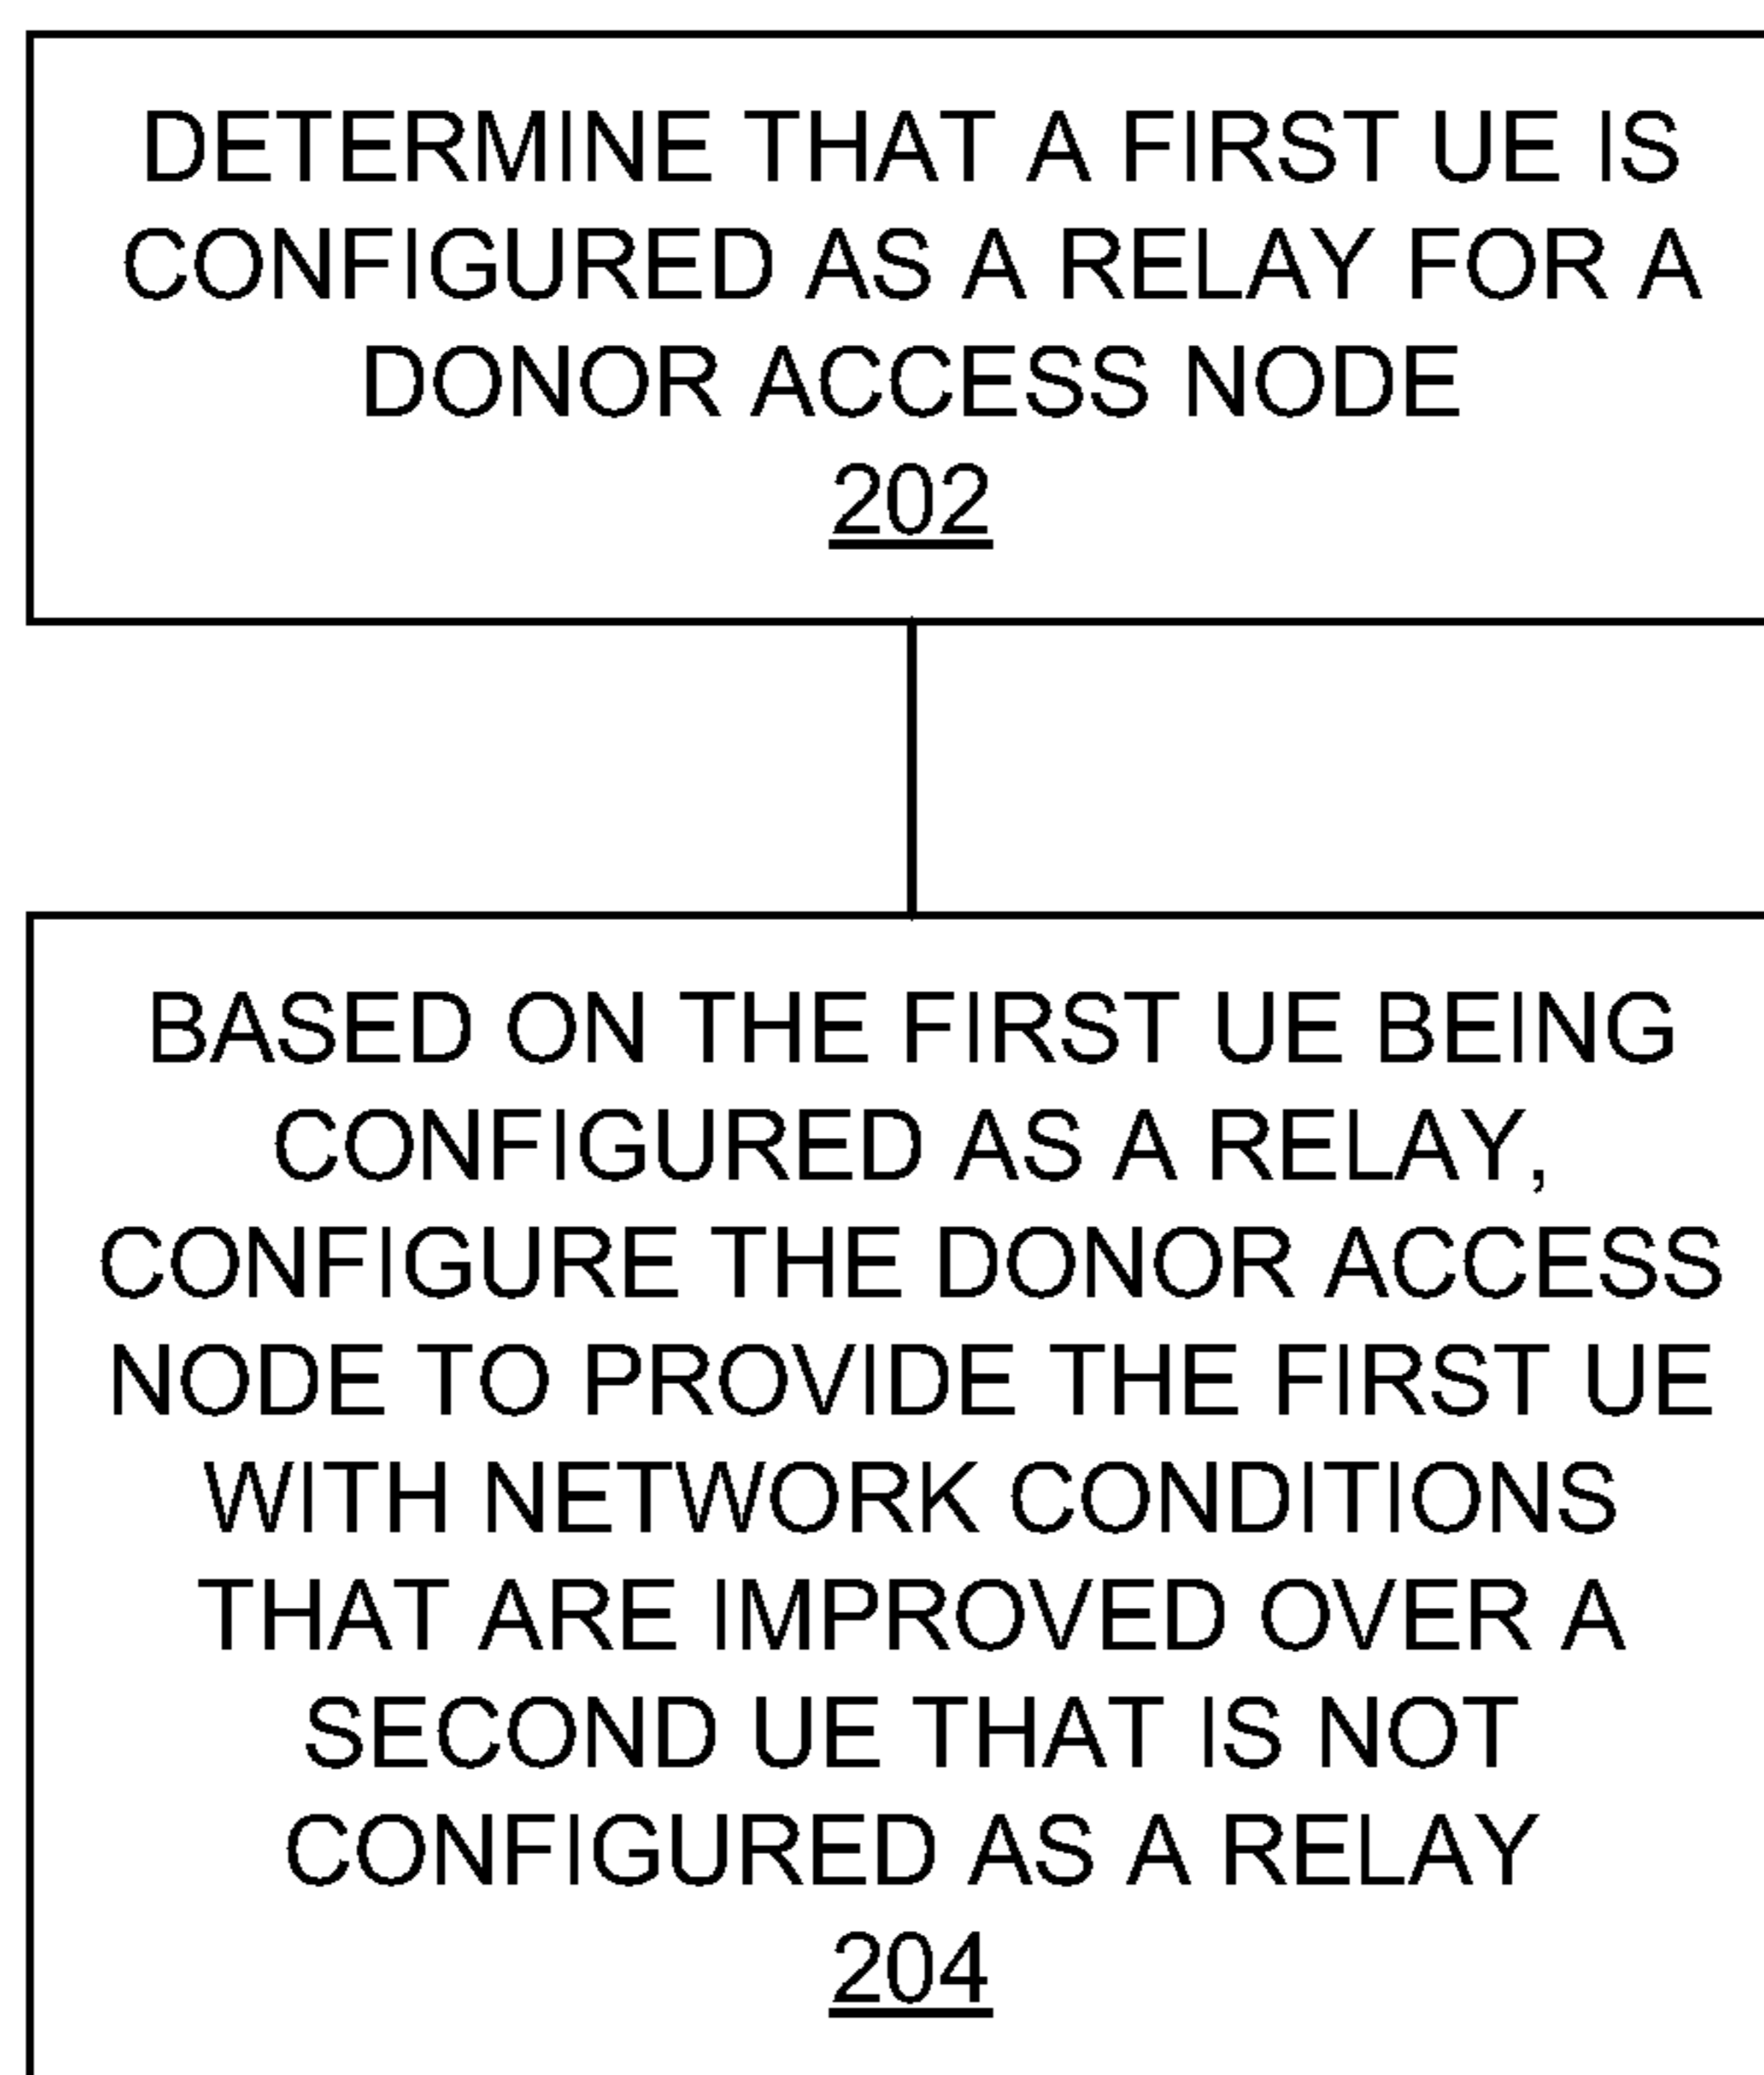 DETERMINE THAT A FIRST UE IS
CONFIGURED AS A RELAY FOR A
DONOR ACCESS NODE
202
BASED ON THE FIRST UE BEING
CONFIGURED AS A RELAY,
CONFIGURE THE DONOR ACCESS
NODE TO PROVIDE THE FIRST UE
WITH NETWORK CONDITIONS
THAT ARE IMPROVED OVER A
SECOND UE THAT IS NOT
CONFIGURED AS A RELAY
204